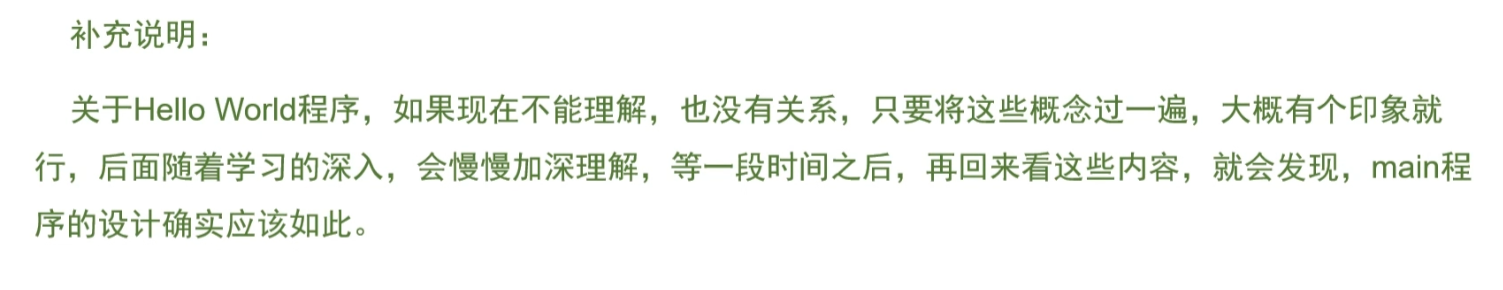 补充说明：
关于Hello World程序，如果现在不能理解，也没有关系，只要将这些概念过一遍，大概有个印象就
行，后面随着学习的深入，会慢慢加深理解，等一段时间之后，再回来看这些内容，就会发现，main程
序的设计确实应该如此。